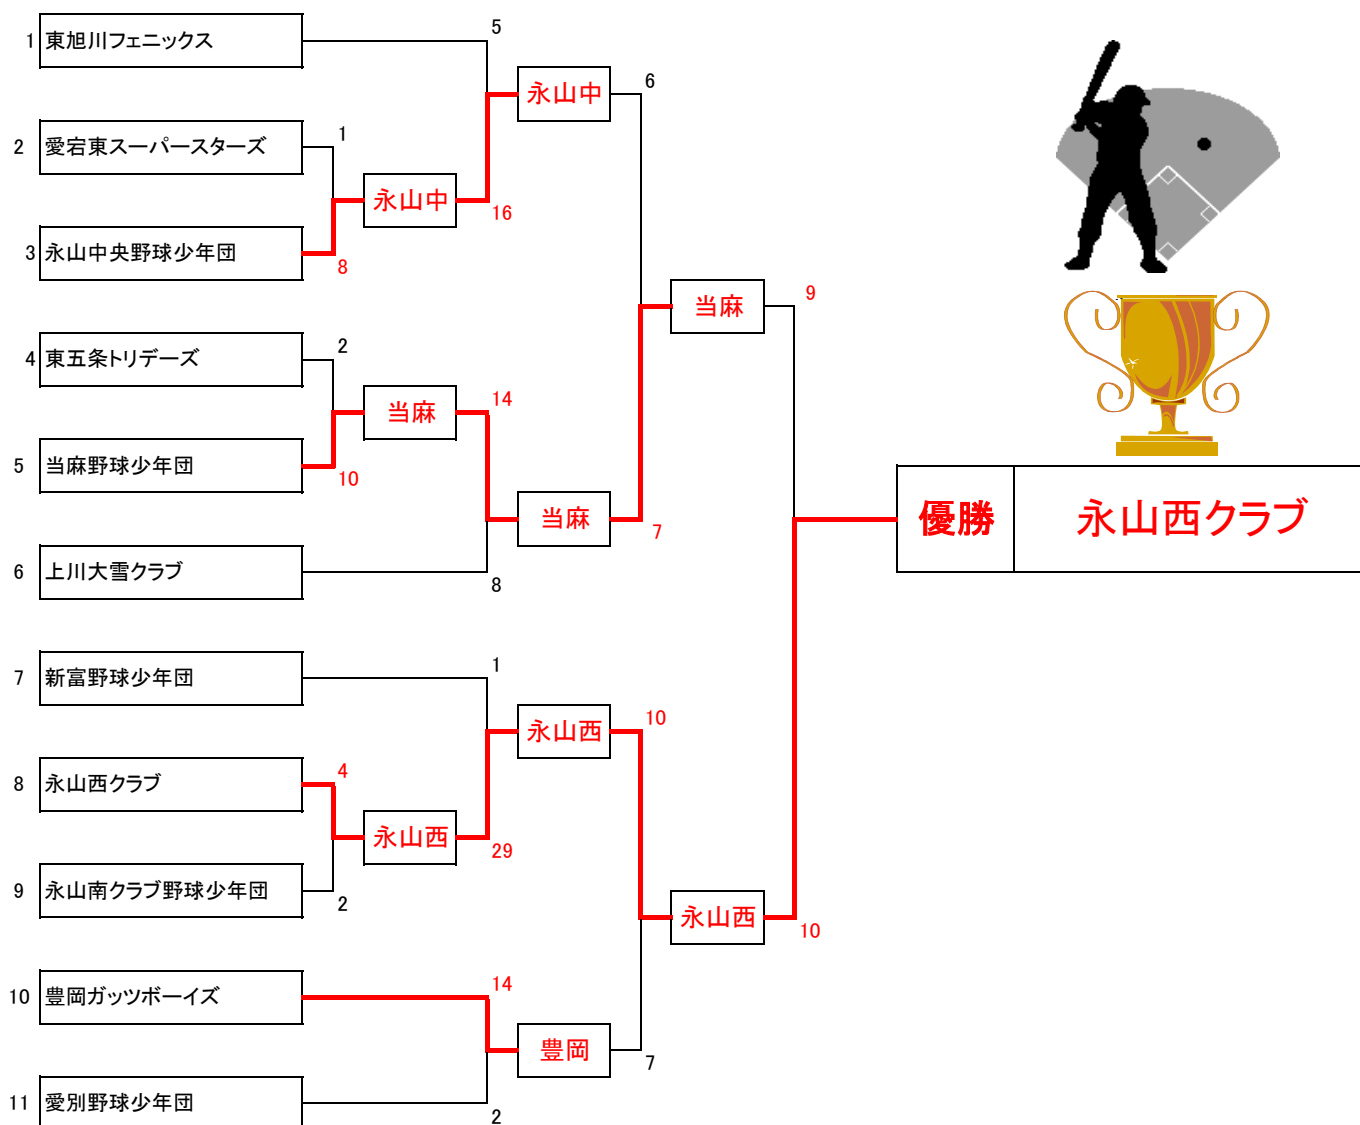 5
1 東旭川フェニックス
永山中
6
1
2 愛宕東スーパースターズ
永山中
16
3 永山中央野球少年団
8
当麻
9
2
4 東五条トリデーズ
当麻
14
5 当麻野球少年団
10
当麻
7
優勝 永山西クラブ
6 上川大雪クラブ
8
7 新富野球少年団
1
永山西
10
8 永山西クラブ
4
永山西
29
9 永山南クラブ野球少年団
2
永山西
10
10 豊岡ガッツボーイズ
14
豊岡
7
11 愛別野球少年団
2